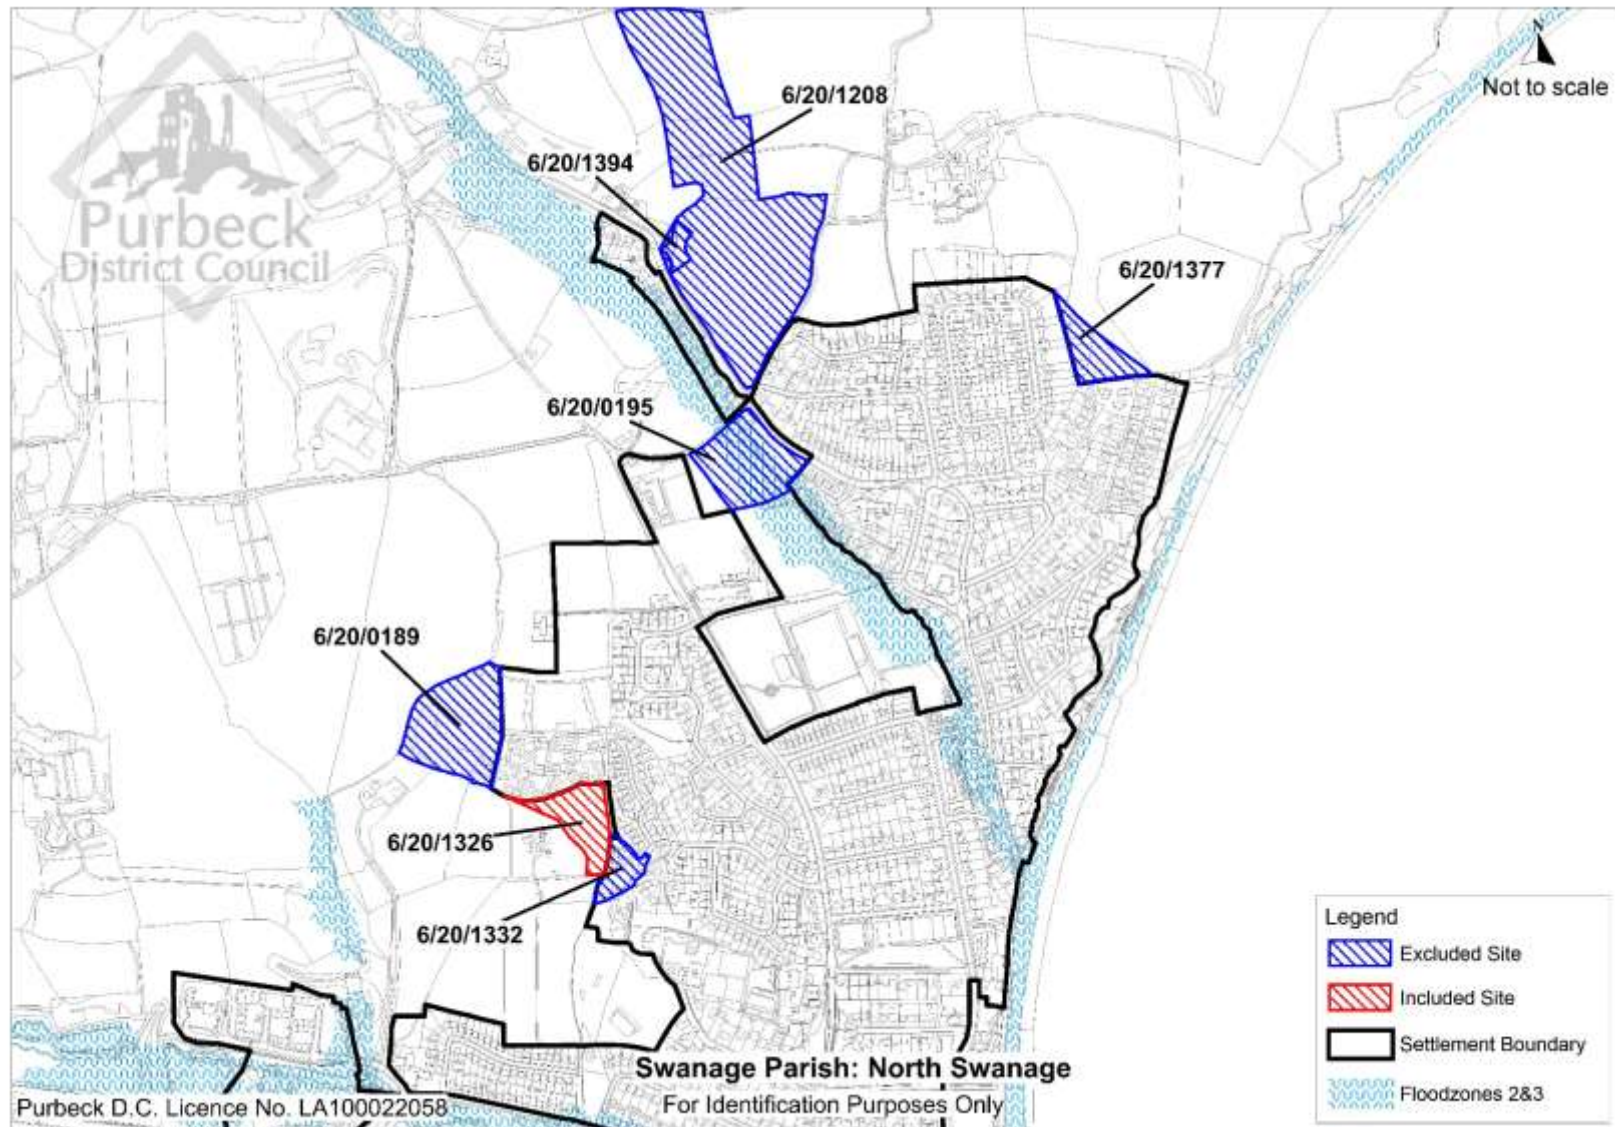 6/20/1208
Not to scale
6/20/1394
Purbeck
District Council
6/20/1377
6/20/0195
6/20/0189
6/20/1326
6/20/1332
Legend
Excluded Site
Included Site
Settlement Boundary
Floodzones 2&3
Swanage Parish: North Swanage
For Identification Purposes Only
Purbeck D.C. Licence No. LA100022058